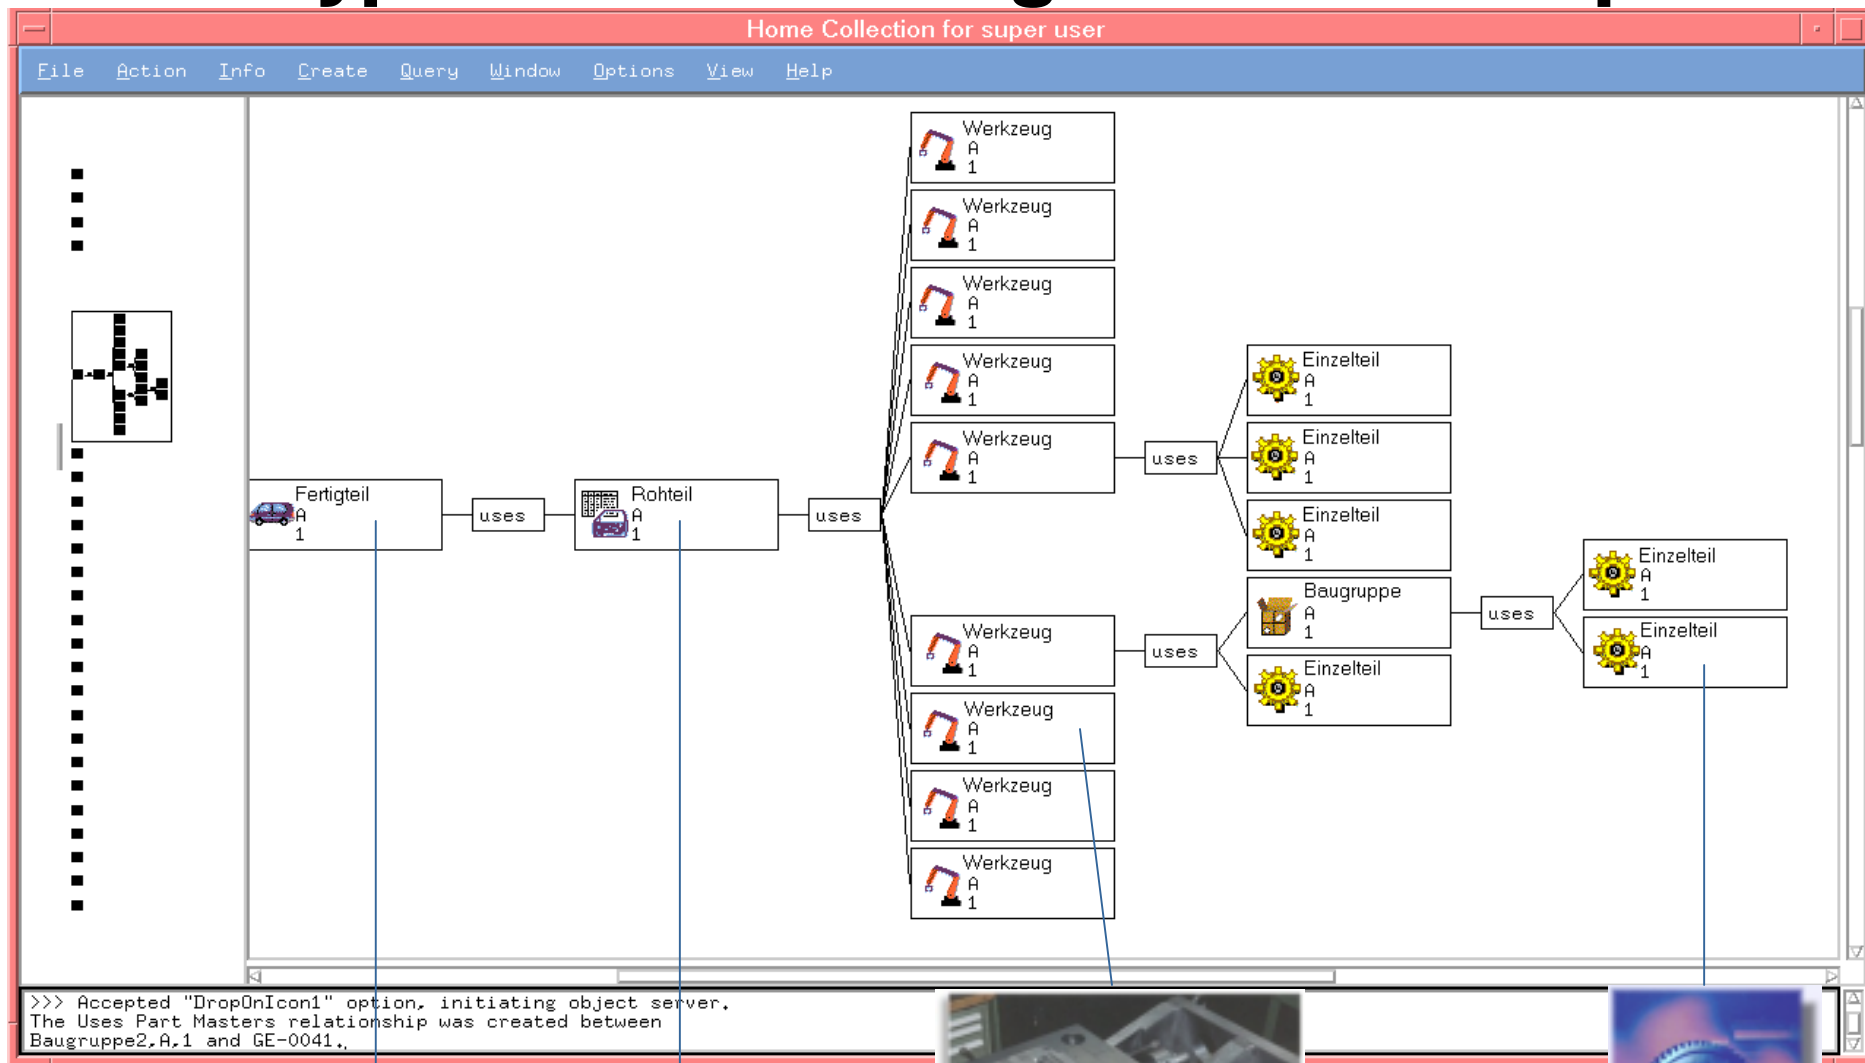 Home Collection for super user
File Action Info Create Query Window Options View Help
Werkzeug
A
1
Werkzeug
A
1
Werkzeug
A
1
Werkzeug
A
1
Werkzeug
A
1
uses
Einzelteil
A
1
Einzelteil
A
1
Einzelteil
A
1
Fertigteil
A
1
uses
Rohteil
A
1
uses
Werkzeug
A
1
uses
Baugruppe
A
1
uses
Einzelteil
A
1
Einzelteil
A
1
Einzelteil
A
1
Werkzeug
A
1
Werkzeug
A
1
Werkzeug
A
1
>>> Accepted "DropOnIcon1" option, initiating object server.
The Uses Part Masters relationship was created between
Baugruppe2,A,1 and GE-0041.